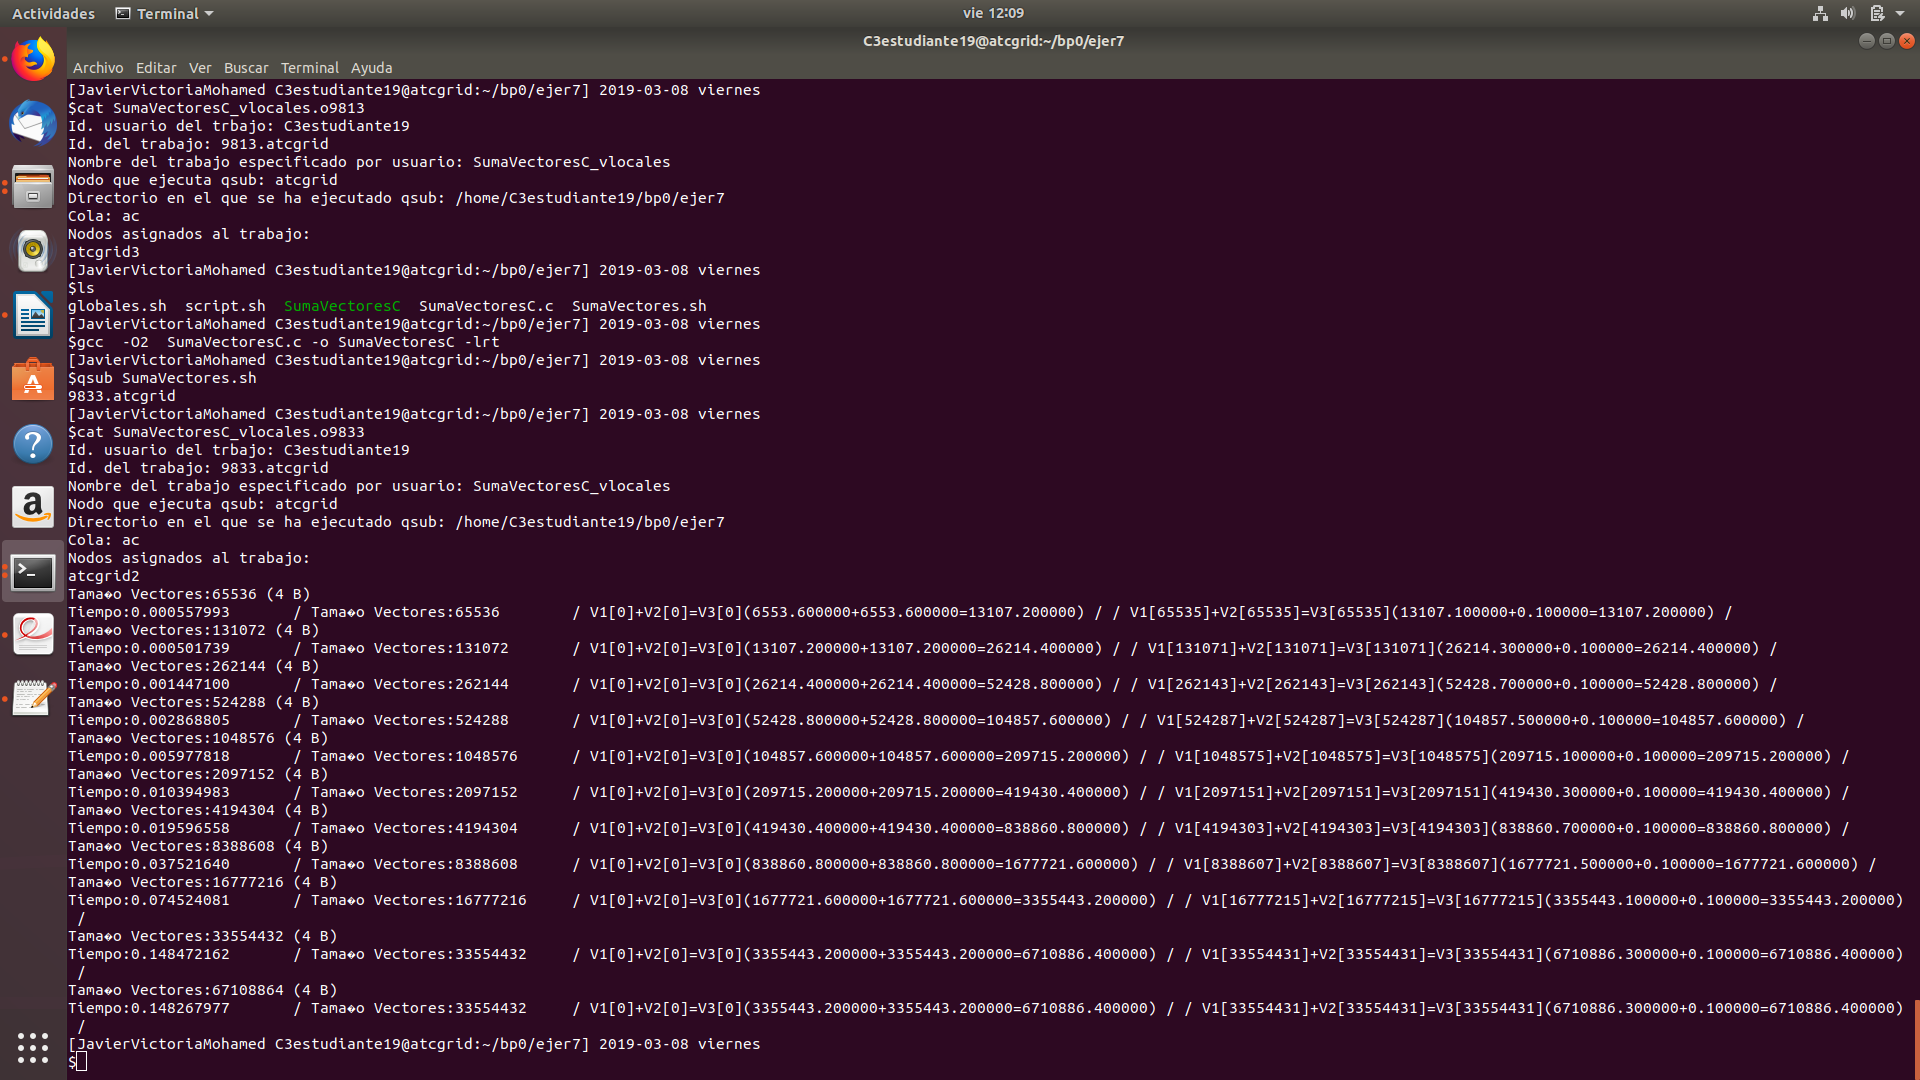 Actividades Terminal vie 12:09
C3estudiante19@atcgrid:~/bp0/ejer7
Archivo Editar Ver Buscar Terminal Ayuda
[JavierVictoriaMohamed C3estudiante19@atcgrid:~/bp0/ejer7] 2019-03-08 viernes
$cat SumaVectoresC_vlocales.o9813
Id. usuario del trbajo: C3estudiante19
Id. del trabajo: 9813.atcgrid
Nombre del trabajo especificado por usuario: SumaVectoresC_vlocales
Nodo que ejecuta qsub: atcgrid
Directorio en el que se ha ejecutado qsub: /home/C3estudiante19/bp0/ejer7
Cola: ac
Nodos asignados al trabajo:
atcgrid3
[JavierVictoriaMohamed C3estudiante19@atcgrid:~/bp0/ejer7] 2019-03-08 viernes
$ls
globales.sh  script.sh  SumaVectoresC  SumaVectoresC.c  SumaVectores.sh
[JavierVictoriaMohamed C3estudiante19@atcgrid:~/bp0/ejer7] 2019-03-08 viernes
$gcc  -O2  SumaVectoresC.c -o SumaVectoresC -lrt
[JavierVictoriaMohamed C3estudiante19@atcgrid:~/bp0/ejer7] 2019-03-08 viernes
$qsub SumaVectores.sh
9833.atcgrid
[JavierVictoriaMohamed C3estudiante19@atcgrid:~/bp0/ejer7] 2019-03-08 viernes
$cat SumaVectoresC_vlocales.o9833
Id. usuario del trbajo: C3estudiante19
Id. del trabajo: 9833.atcgrid
Nombre del trabajo especificado por usuario: SumaVectoresC_vlocales
Nodo que ejecuta qsub: atcgrid
Directorio en el que se ha ejecutado qsub: /home/C3estudiante19/bp0/ejer7
Cola: ac
Nodos asignados al trabajo:
atcgrid2
Tama�o Vectores:65536 (4 B)
Tiempo:0.000557993 / Tama�o Vectores:65536 / V1[0]+V2[0]=V3[0](6553.600000+6553.600000=13107.200000) / / V1[65535]+V2[65535]=V3[65535](13107.100000+0.100000=13107.200000) /
Tama�o Vectores:131072 (4 B)
Tiempo:0.000501739 / Tama�o Vectores:131072 / V1[0]+V2[0]=V3[0](13107.200000+13107.200000=26214.400000) / / V1[131071]+V2[131071]=V3[131071](26214.300000+0.100000=26214.400000) /
Tama�o Vectores:262144 (4 B)
Tiempo:0.001447100 / Tama�o Vectores:262144 / V1[0]+V2[0]=V3[0](26214.400000+26214.400000=52428.800000) / / V1[262143]+V2[262143]=V3[262143](52428.700000+0.100000=52428.800000) /
Tama�o Vectores:524288 (4 B)
Tiempo:0.002868805 / Tama�o Vectores:524288 / V1[0]+V2[0]=V3[0](52428.800000+52428.800000=104857.600000) / / V1[524287]+V2[524287]=V3[524287](104857.500000+0.100000=104857.600000) /
Tama�o Vectores:1048576 (4 B)
Tiempo:0.005977818 / Tama�o Vectores:1048576 / V1[0]+V2[0]=V3[0](104857.600000+104857.600000=209715.200000) / / V1[1048575]+V2[1048575]=V3[1048575](209715.100000+0.100000=209715.200000) /
Tama�o Vectores:2097152 (4 B)
Tiempo:0.010394983 / Tama�o Vectores:2097152 / V1[0]+V2[0]=V3[0](209715.200000+209715.200000=419430.400000) / / V1[2097151]+V2[2097151]=V3[2097151](419430.300000+0.100000=419430.400000) /
Tama�o Vectores:4194304 (4 B)
Tiempo:0.019596558 / Tama�o Vectores:4194304 / V1[0]+V2[0]=V3[0](419430.400000+419430.400000=838860.800000) / / V1[4194303]+V2[4194303]=V3[4194303](838860.700000+0.100000=838860.800000) /
Tama�o Vectores:8388608 (4 B)
Tiempo:0.037521640 / Tama�o Vectores:8388608 / V1[0]+V2[0]=V3[0](838860.800000+838860.800000=1677721.600000) / / V1[8388607]+V2[8388607]=V3[8388607](1677721.500000+0.100000=1677721.600000) /
Tama�o Vectores:16777216 (4 B)
Tiempo:0.074524081 / Tama�o Vectores:16777216 / V1[0]+V2[0]=V3[0](1677721.600000+1677721.600000=3355443.200000) / / V1[16777215]+V2[16777215]=V3[16777215](3355443.100000+0.100000=3355443.200000)
/
Tama�o Vectores:33554432 (4 B)
Tiempo:0.148472162 / Tama�o Vectores:33554432 / V1[0]+V2[0]=V3[0](3355443.200000+3355443.200000=6710886.400000) / / V1[33554431]+V2[33554431]=V3[33554431](6710886.300000+0.100000=6710886.400000)
/
Tama�o Vectores:67108864 (4 B)
Tiempo:0.148267977 / Tama�o Vectores:33554432 / V1[0]+V2[0]=V3[0](3355443.200000+3355443.200000=6710886.400000) / / V1[33554431]+V2[33554431]=V3[33554431](6710886.300000+0.100000=6710886.400000)
/
[JavierVictoriaMohamed C3estudiante19@atcgrid:~/bp0/ejer7] 2019-03-08 viernes
$